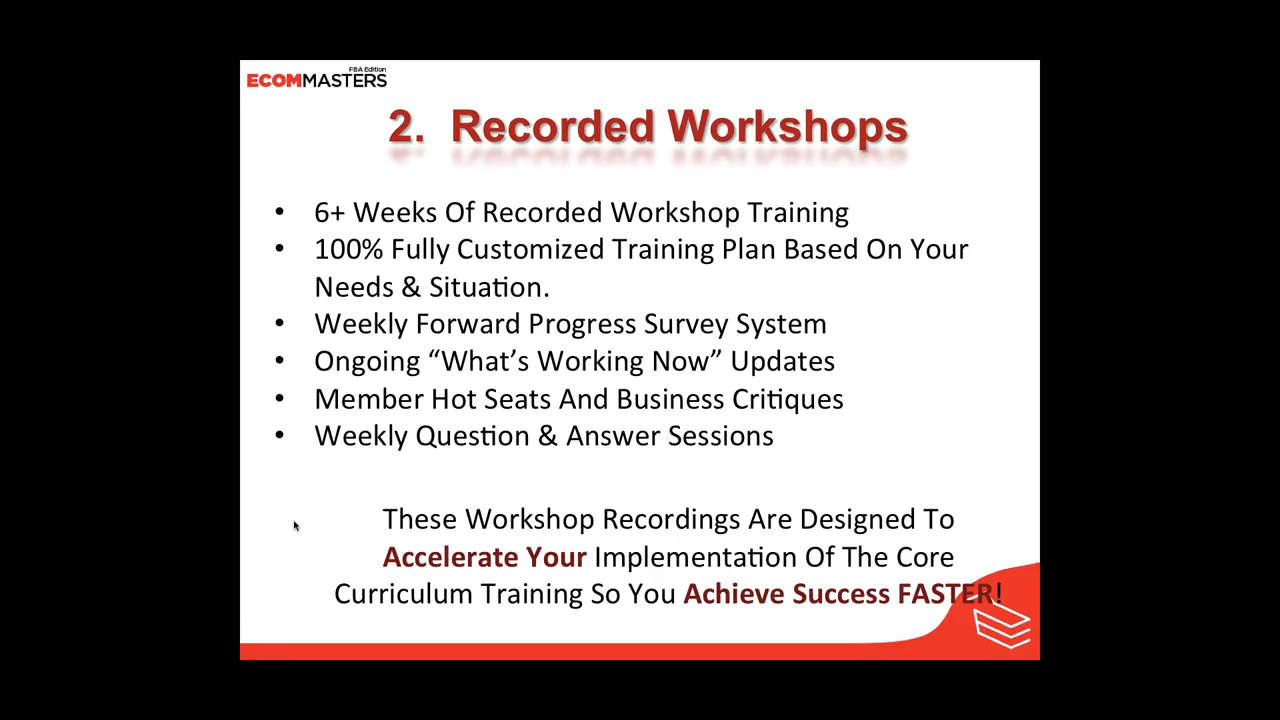 FBA Edition
ECOMMASTERS
2. Recorded Workshops
• 6+ Weeks Of Recorded Workshop Training
• 100% Fully Customized Training Plan Based On Your
Needs & Situation.
• Weekly Forward Progress Survey System
• Ongoing “What’s Working Now” Updates
• Member Hot Seats And Business Critiques
• Weekly Question & Answer Sessions
These Workshop Recordings Are Designed To
Accelerate Your Implementation Of The Core
Curriculum Training So You Achieve Success FASTER!